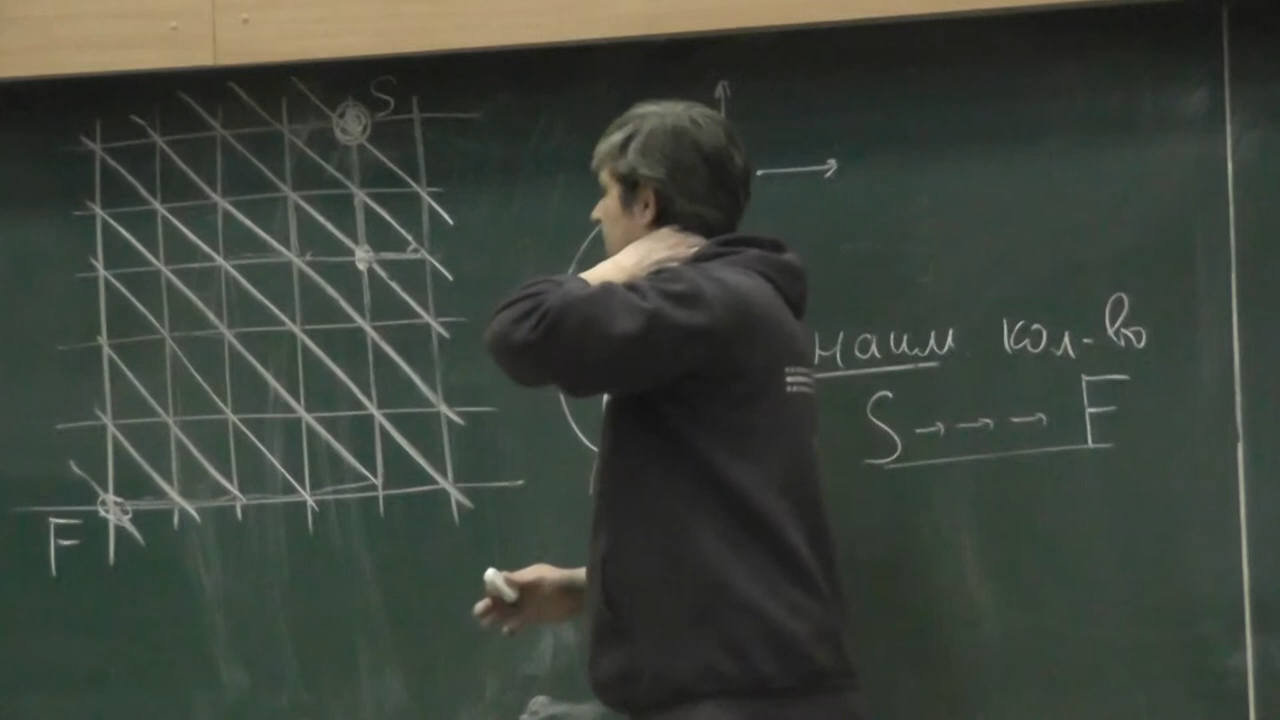 S
наим кол-во
S → → → F
F